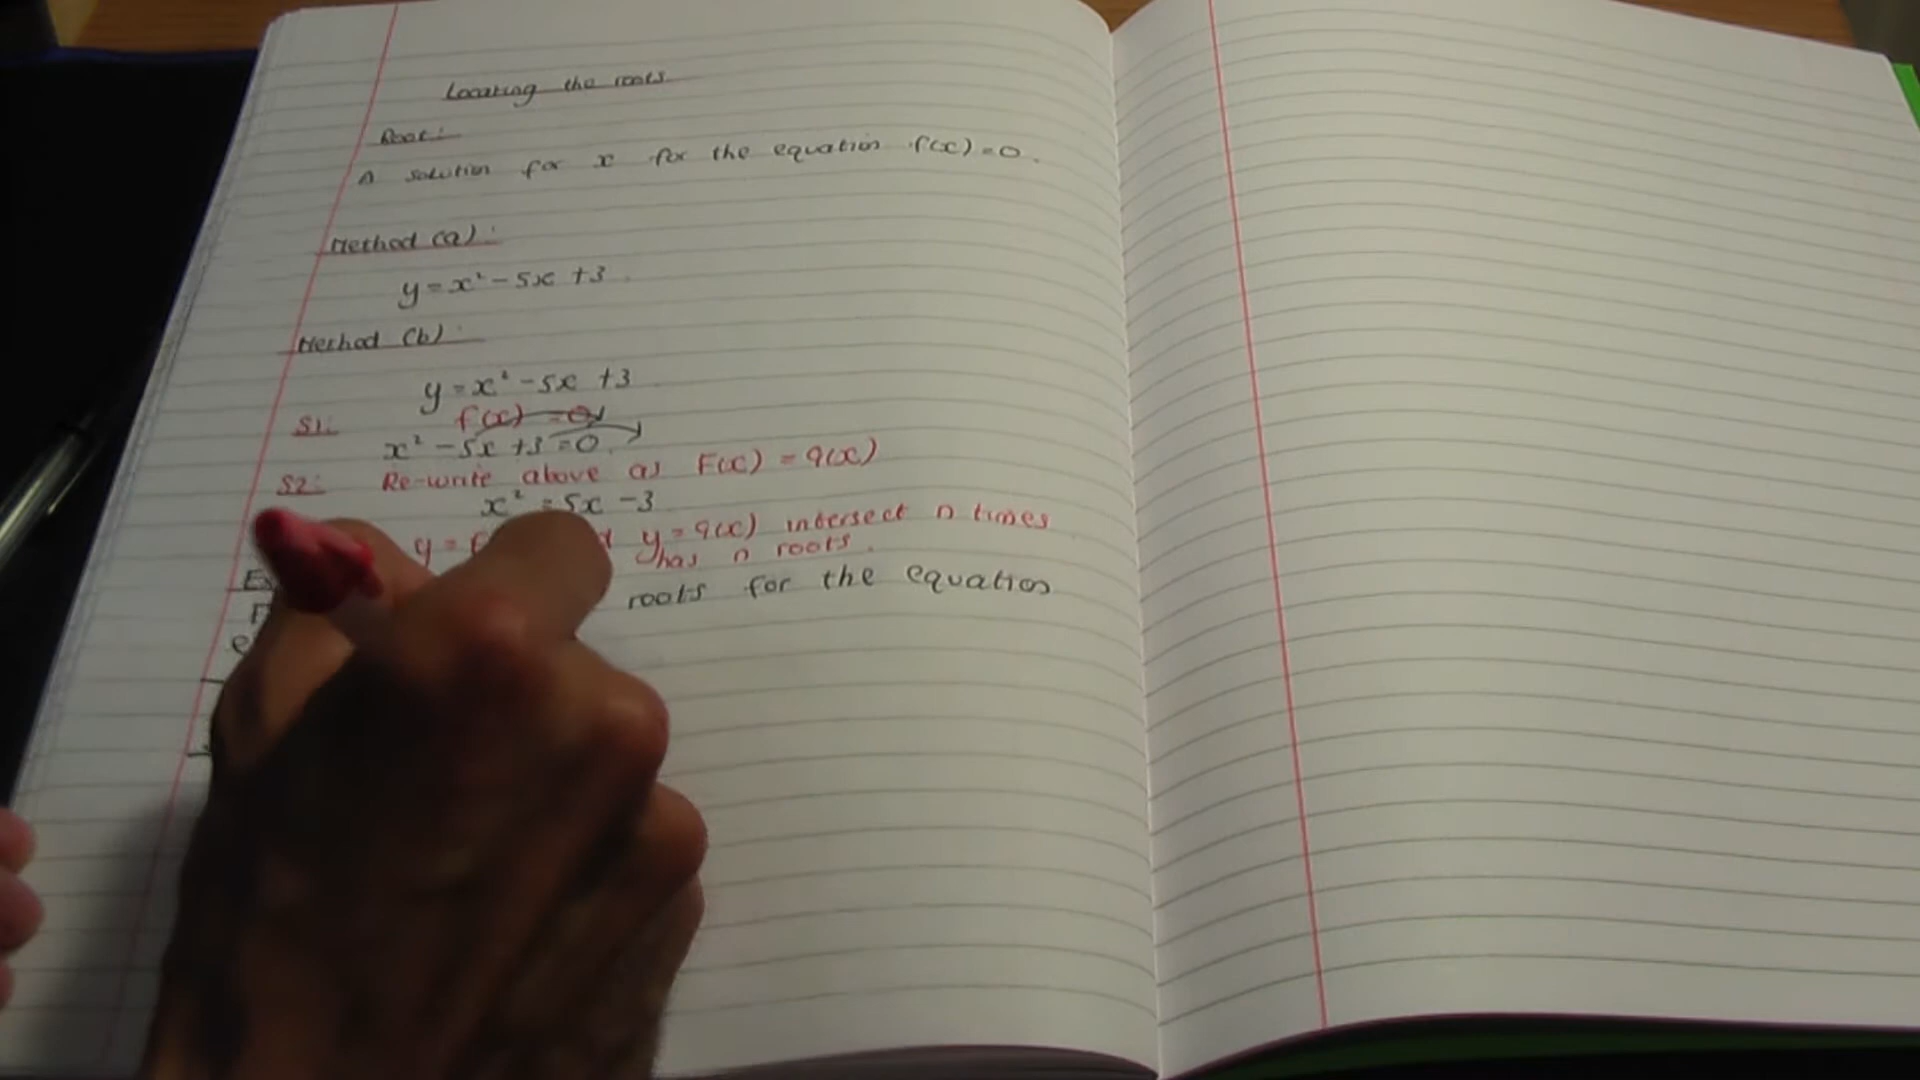 Locating the roots
Root:
A solution for x for the equation f(x) = 0.
Method (a):
y = x² - 5x + 3
Method (b):
y = x² - 5x + 3
S1: f(x) = 0
x² - 5x + 3 = 0
S2: Re-write above as F(x) = g(x)
x² = 5x - 3
y = y = g(x) intersect n times
has n roots.
roots for the equation